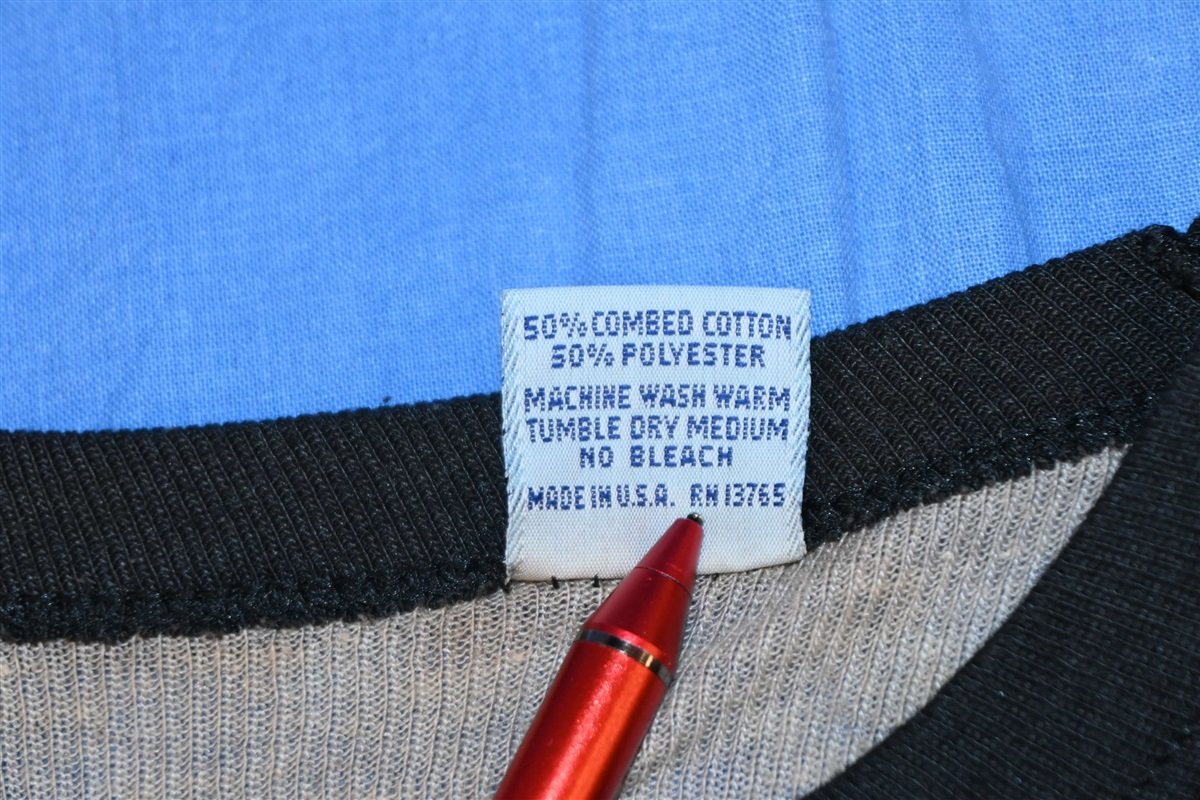 50% COMBED COTTON
50% POLYESTER
MACHINE WASH WARM
TUMBLE DRY MEDIUM
NO BLEACH
MADE IN U.S.A. RN 13765